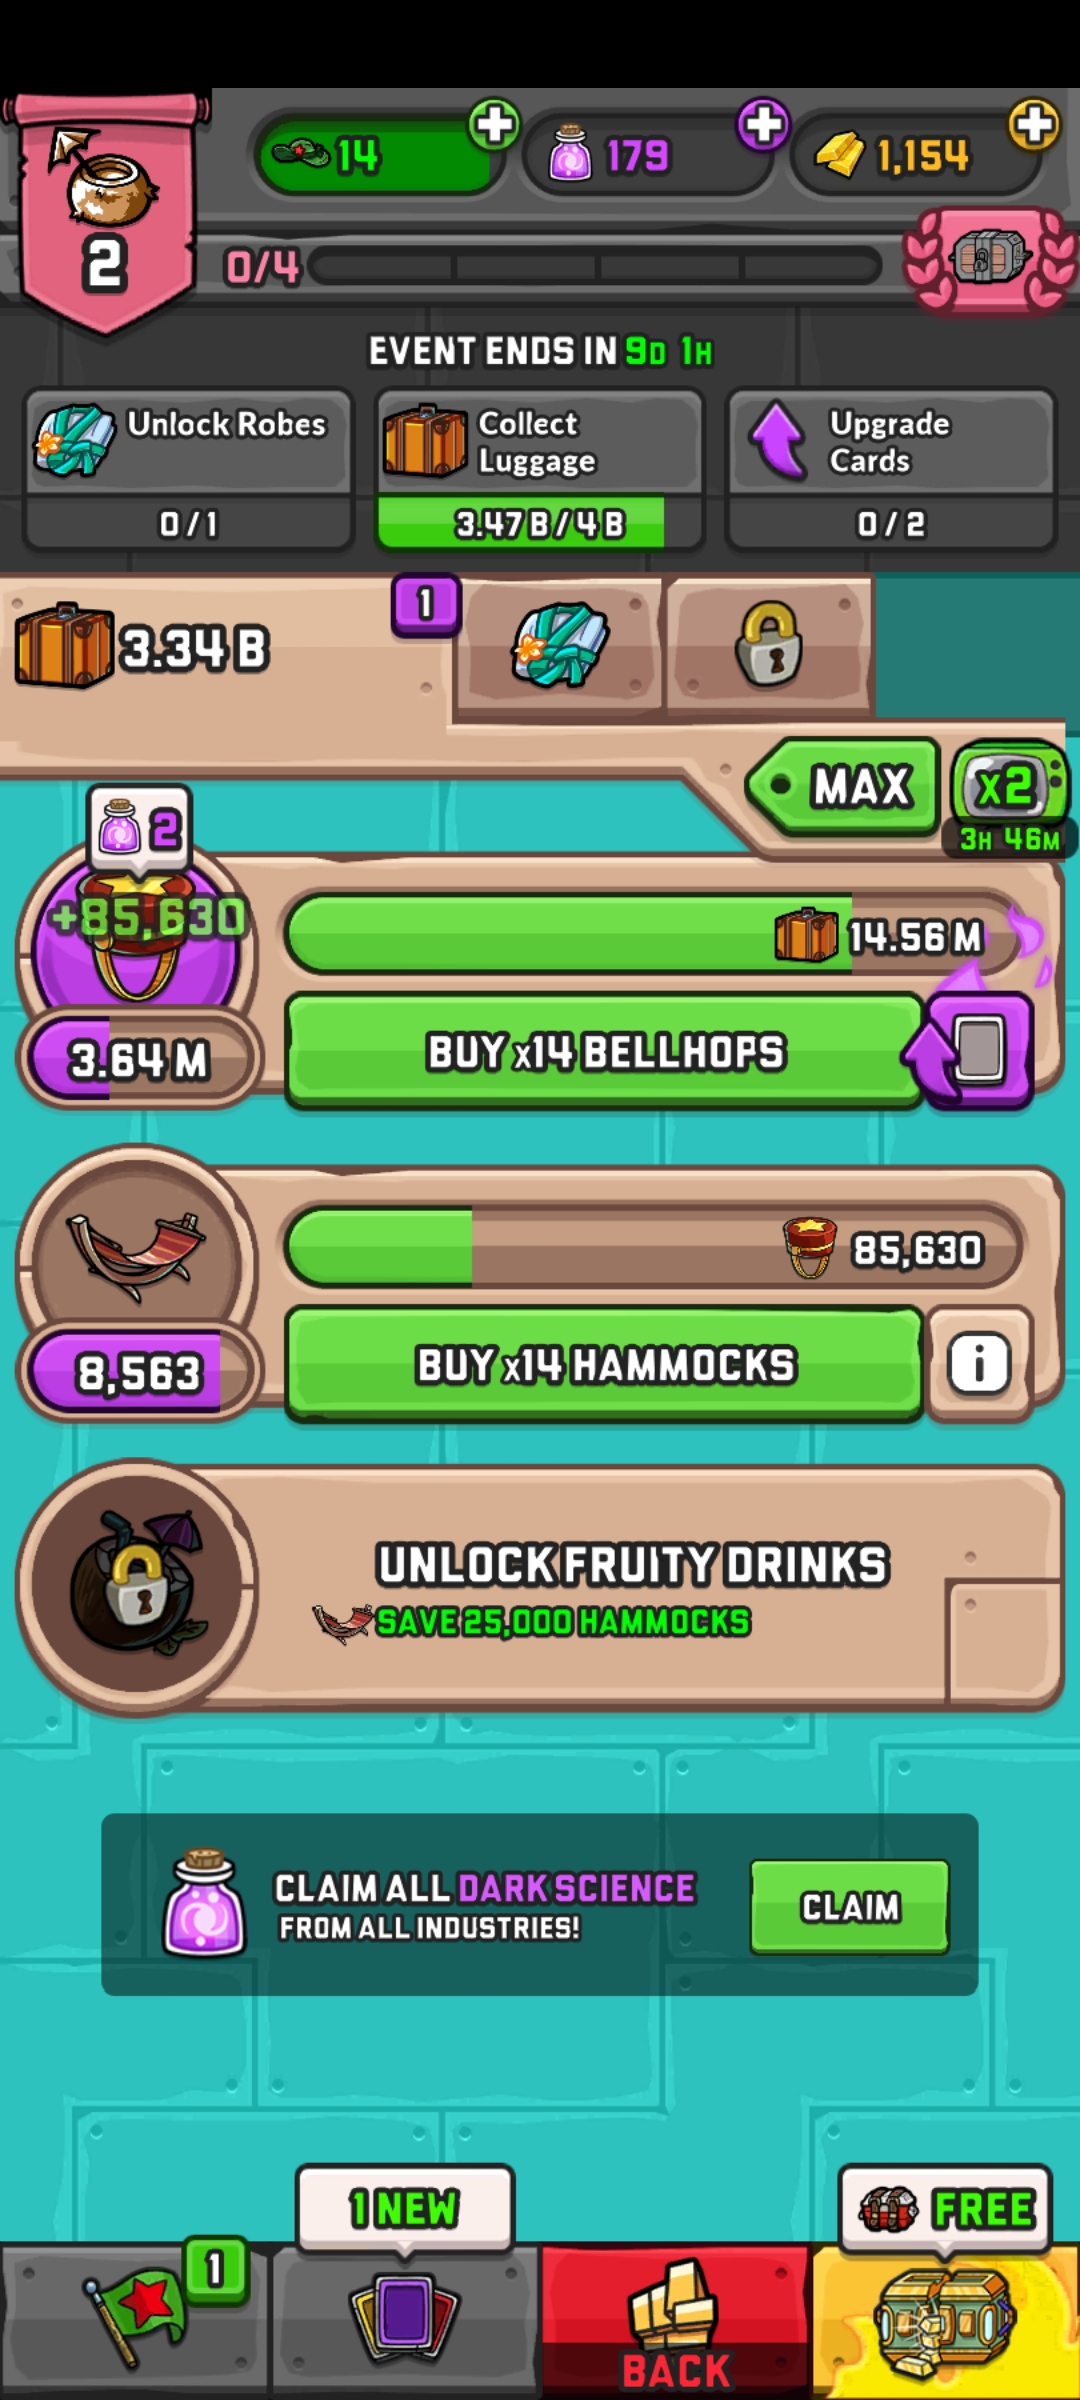 14
179
1,154
2
0/4
EVENT ENDS IN 9D 1H
Unlock Robes
0/1
Collect
Luggage
3.47 B / 4 B
Upgrade
Cards
0/2
3.34 B
1
MAX
x2
3H 46M
2
+85,630
14.56 M
3.64 M
BUY x14 BELLHOPS
85,630
8,563
BUY x14 HAMMOCKS
i
UNLOCK FRUITY DRINKS
SAVE 25,000 HAMMOCKS
CLAIM ALL DARK SCIENCE
FROM ALL INDUSTRIES!
CLAIM
1 NEW
FREE
1
BACK